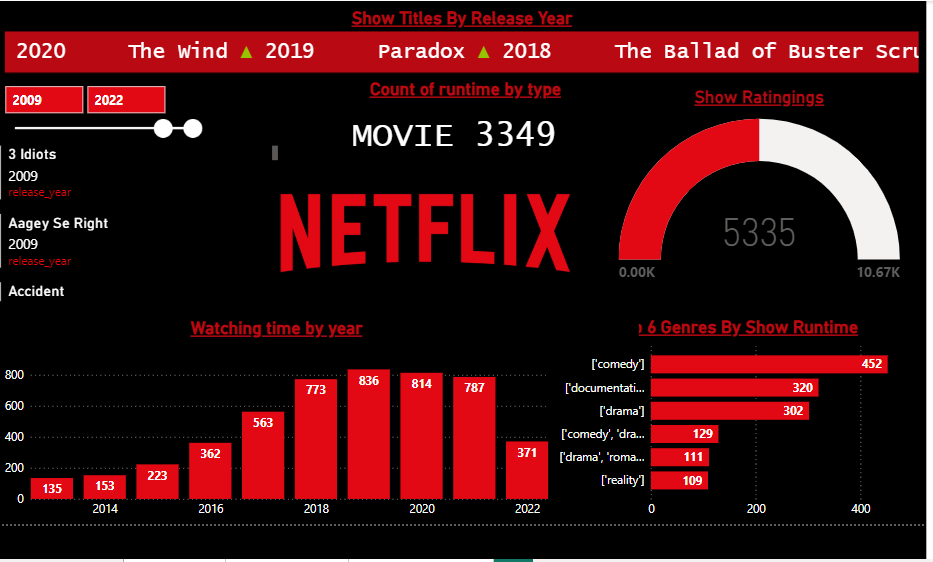 Show Titles By Release Year
2020 The Wind ▲ 2019 Paradox ▲ 2018 The Ballad of Buster Scru
2009 2022
Count of runtime by type
MOVIE 3349
Show Ratingings
3 Idiots
2009
release_year
Aagey Se Right
2009
release_year
Accident
NETFLIX
5335
0.00K 10.67K
Watching time by year
800
600
400
200
0
135 153 223 362 563 773 836 814 787 371
2014 2016 2018 2020 2022
6 Genres By Show Runtime
['comedy'] 452
['documentati... 320
['drama'] 302
['comedy', 'dra... 129
['drama', 'roma... 111
['reality'] 109
0 200 400